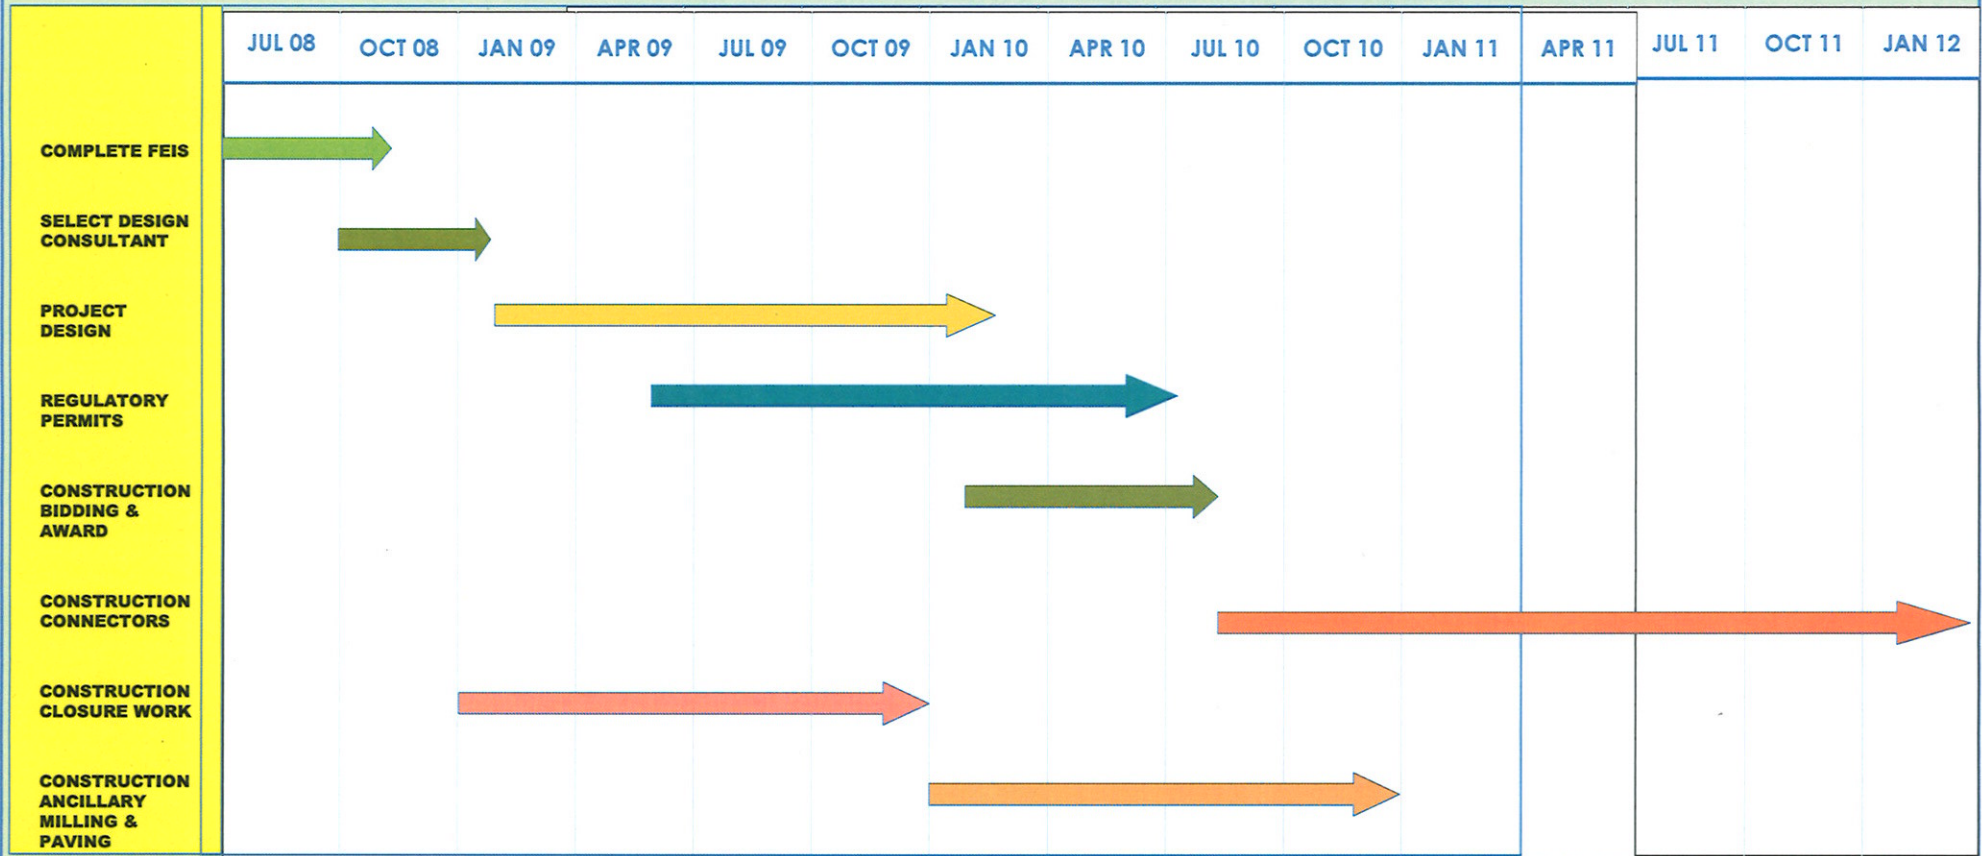 JUL 08 OCT 08 JAN 09 APR 09 JUL 09 OCT 09 JAN 10 APR 10 JUL 10 OCT 10 JAN 11 APR 11 JUL 11 OCT 11 JAN 12
COMPLETE FEIS
SELECT DESIGN
CONSULTANT
PROJECT
DESIGN
REGULATORY
PERMITS
CONSTRUCTION
BIDDING &
AWARD
CONSTRUCTION
CONNECTORS
CONSTRUCTION
CLOSURE WORK
CONSTRUCTION
ANCILLARY
MILLING &
PAVING